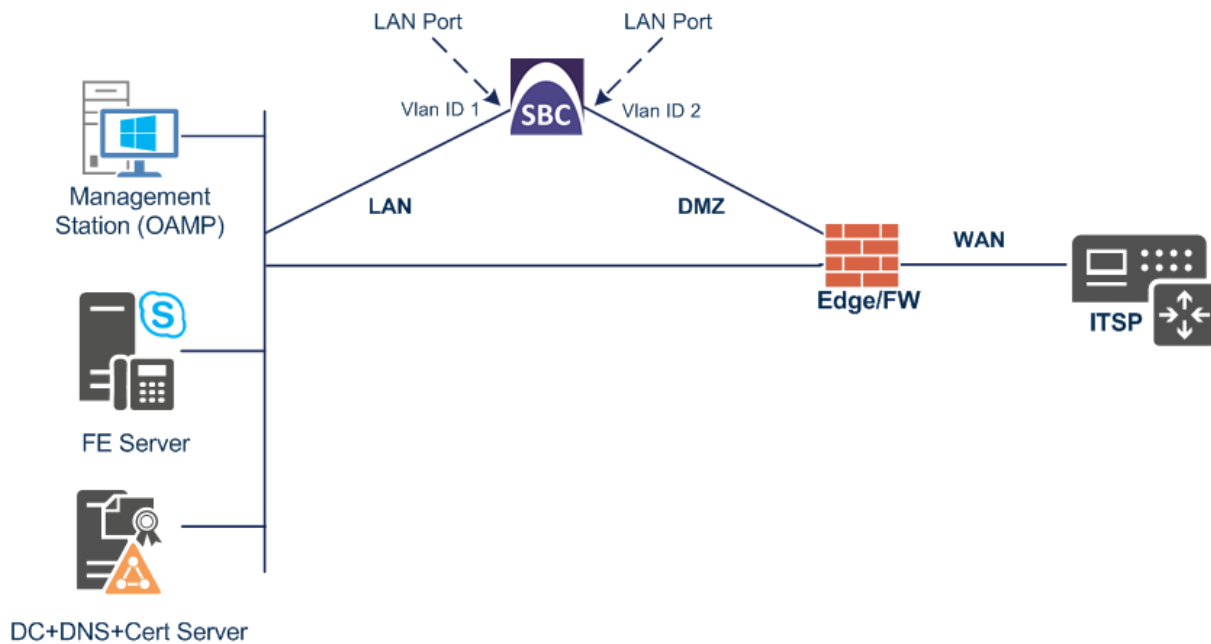 LAN Port
LAN Port
Vlan ID 1
SBC
Vlan ID 2
Management
Station (OAMP)
LAN
DMZ
WAN
Edge/FW
ITSP
S
FE Server
DC+DNS+Cert Server